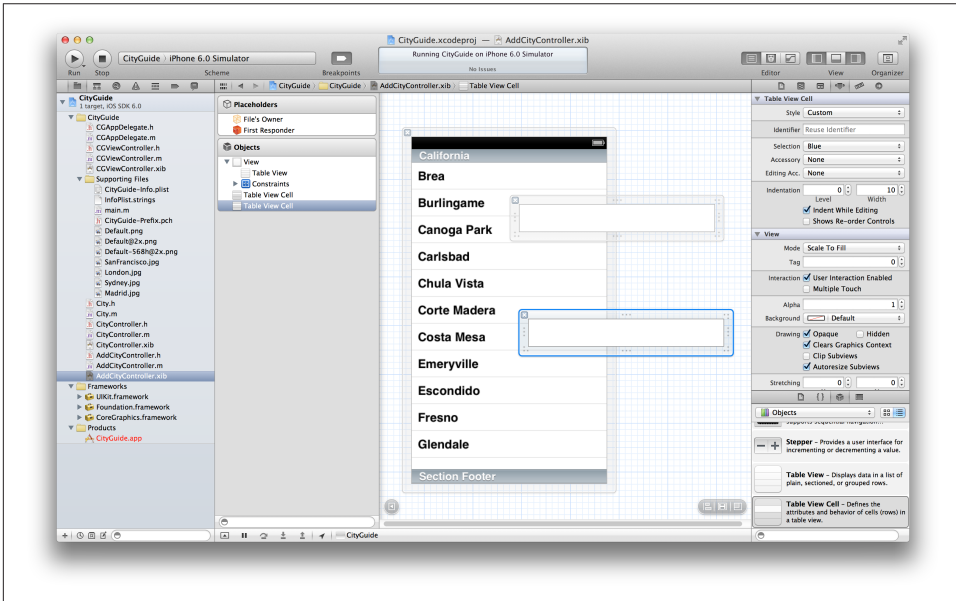 CityGuide.xcodeproj — AddCityController.xib
Run
Stop
CityGuide
iPhone 6.0 Simulator
Scheme
Breakpoints
Running CityGuide on iPhone 6.0 Simulator
No Issues
Editor
View
Organizer
CityGuide
CityGuide
AddCityController.xib
Table View Cell
CityGuide
1 target, iOS SDK 6.0
CityGuide
CGAppDelegate.h
CGAppDelegate.m
CGViewController.h
CGViewController.m
CGViewController.xib
Supporting Files
CityGuide-Info.plist
InfoPlist.strings
main.m
CityGuide-Prefix.pch
Default.png
Default@2x.png
Default-568h@2x.png
SanFrancisco.jpg
London.jpg
Sydney.jpg
Madrid.jpg
City.h
City.m
CityController.h
CityController.m
CityController.xib
AddCityController.h
AddCityController.m
AddCityController.xib
Frameworks
UIKit.framework
Foundation.framework
CoreGraphics.framework
Products
CityGuide.app
Placeholders
File's Owner
First Responder
Objects
View
Table View
Constraints
Table View Cell
Table View Cell
California
Brea
Burlingame
Canoga Park
Carlsbad
Chula Vista
Corte Madera
Costa Mesa
Emeryville
Escondido
Fresno
Glendale
Section Footer
CityGuide
Table View Cell
Style Custom
Identifier Reuse Identifier
Selection Blue
Accessory None
Editing Acc. None
Indentation 0 10
Level Width
Indent While Editing
Shows Re-order Controls
View
Mode Scale To Fill
Tag 0
Interaction User Interaction Enabled
Multiple Touch
Alpha 1
Background Default
Drawing Opaque Hidden
Clears Graphics Context
Clip Subviews
Autoresize Subviews
Stretching 0 0
Objects
Stepper – Provides a user interface for
incrementing or decrementing a value.
Table View – Displays data in a list of
plain, sectioned, or grouped rows.
Table View Cell – Defines the
attributes and behavior of cells (rows) in
a table view.